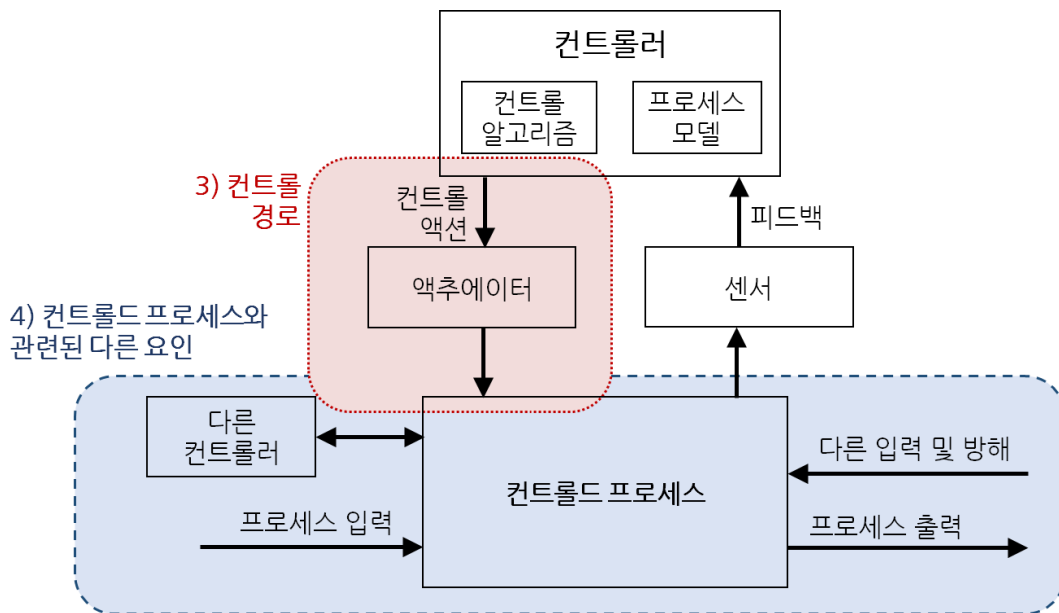 컨트롤러
컨트롤
알고리즘
프로세스
모델
3) 컨트롤
경로
컨트롤
액션
피드백
액추에이터
센서
4) 컨트롤드 프로세스와
관련된 다른 요인
다른
컨트롤러
컨트롤드 프로세스
다른 입력 및 방해
프로세스 입력
프로세스 출력